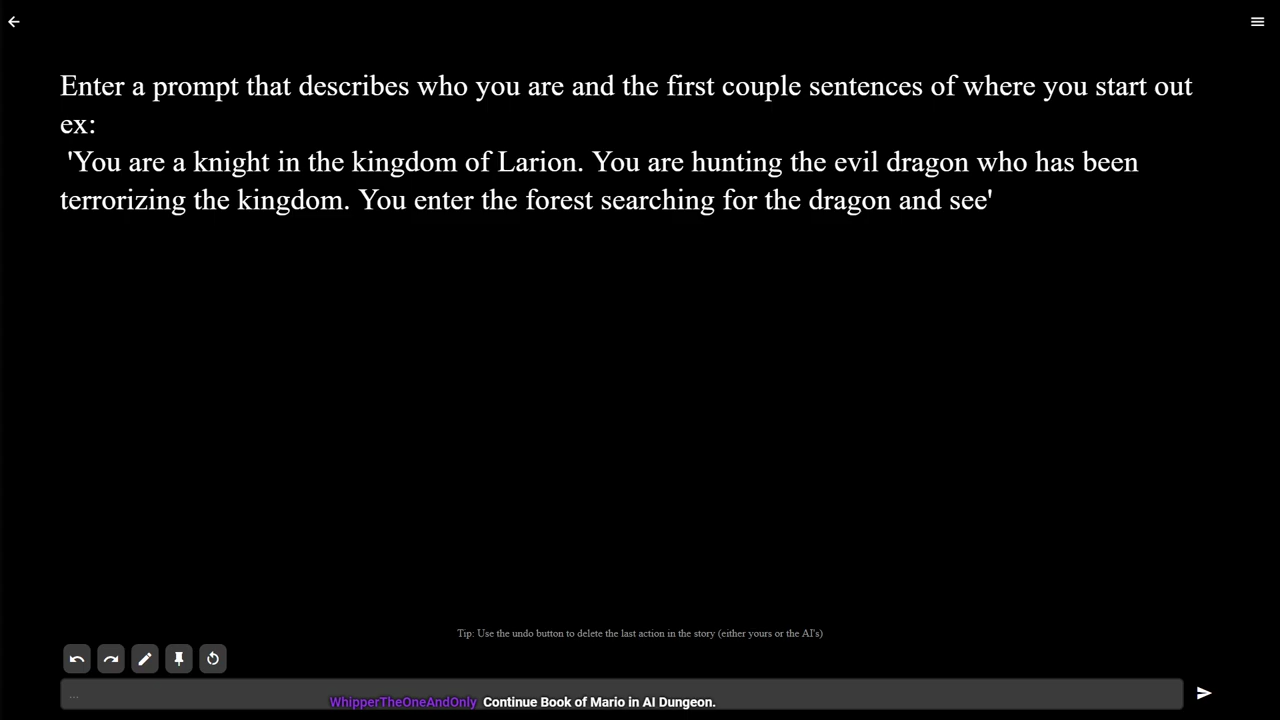 Enter a prompt that describes who you are and the first couple sentences of where you start out
ex:
'You are a knight in the kingdom of Larion. You are hunting the evil dragon who has been
terrorizing the kingdom. You enter the forest searching for the dragon and see'
Tip: Use the undo button to delete the last action in the story (either yours or the AI's)
...
WhipperTheOneAndOnly Continue Book of Mario in AI Dungeon.